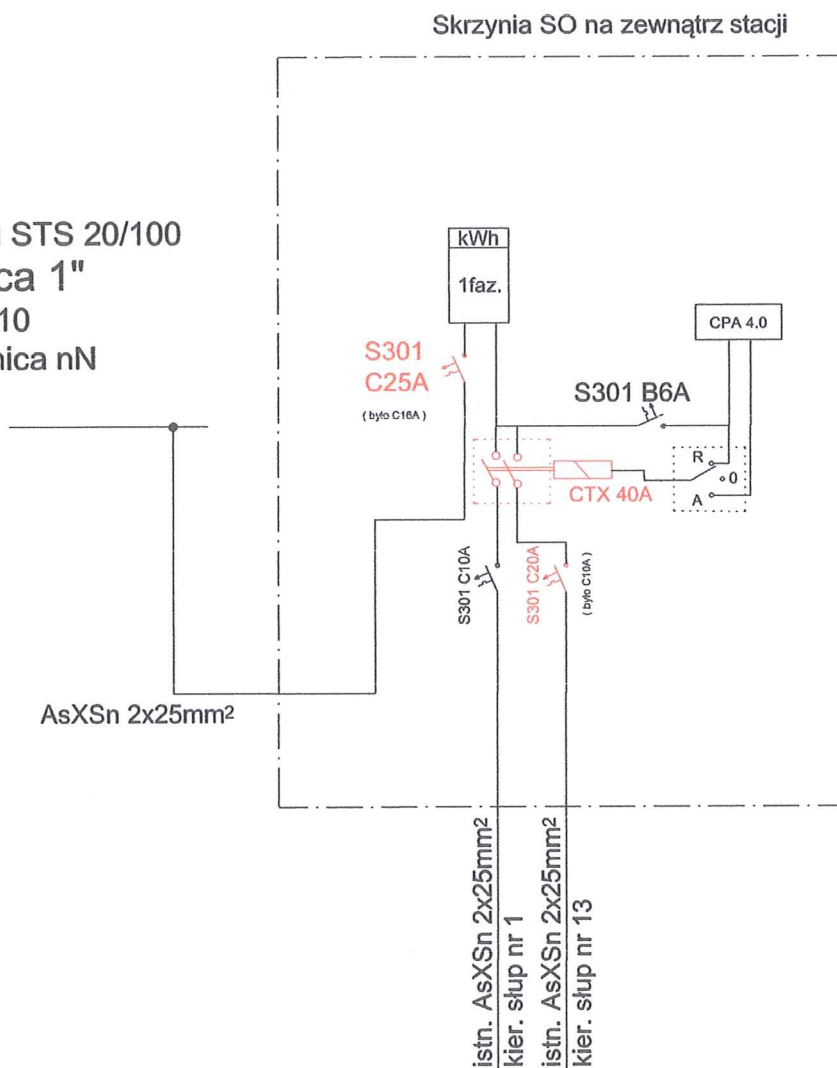 Skrzynia SO na zewnątrz stacji
STS 20/100
ca 1"
10
nica nN
kWh
1faz.
CPA 4.0
S301
C25A
( było C16A )
S301 B6A
R
0
A
CTX 40A
S301 C10A
S301 C20A
( było C10A )
AsXSn 2x25mm²
istn. AsXSn 2x25mm²
kier. słup nr 1
istn. AsXSn 2x25mm²
kier. słup nr 13